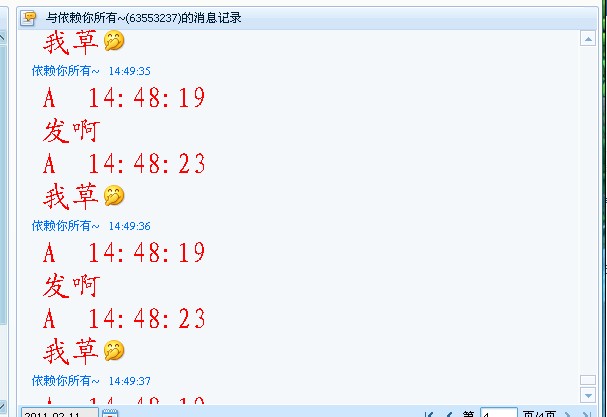 与依赖你所有~(63553237)的消息记录
我草
依赖你所有~ 14:49:35
A 14:48:19
发啊
A 14:48:23
我草
依赖你所有~ 14:49:36
A 14:48:19
发啊
A 14:48:23
我草
依赖你所有~ 14:49:37
A 14:48:19
2011-02-11 第 4 页/4页